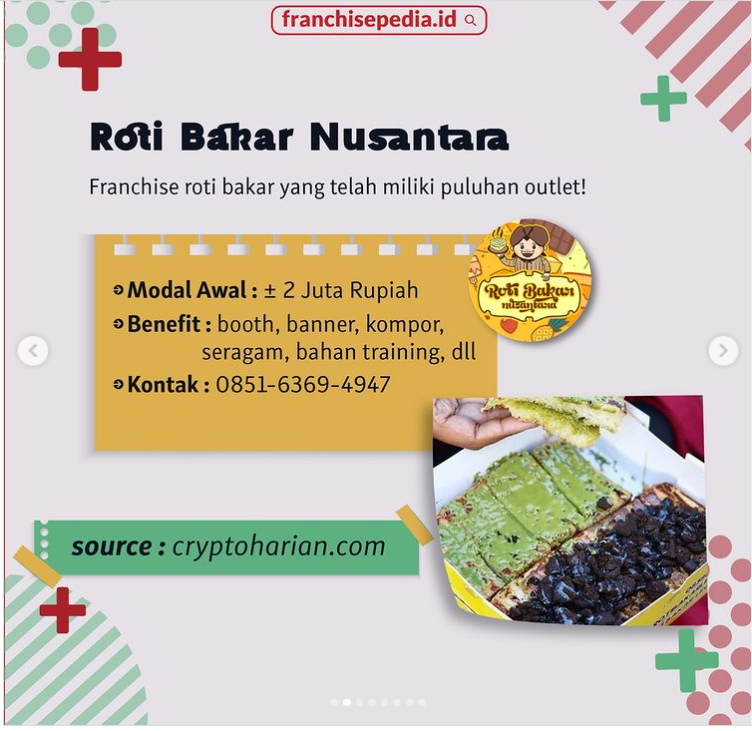 franchisepedia.id
Roti Bakar Nusantara
Franchise roti bakar yang telah miliki puluhan outlet!
Modal Awal : ± 2 Juta Rupiah
Benefit : booth, banner, kompor,
seragam, bahan training, dll
Kontak : 0851-6369-4947
Roti Bakar
nusantara
source : cryptoharian.com